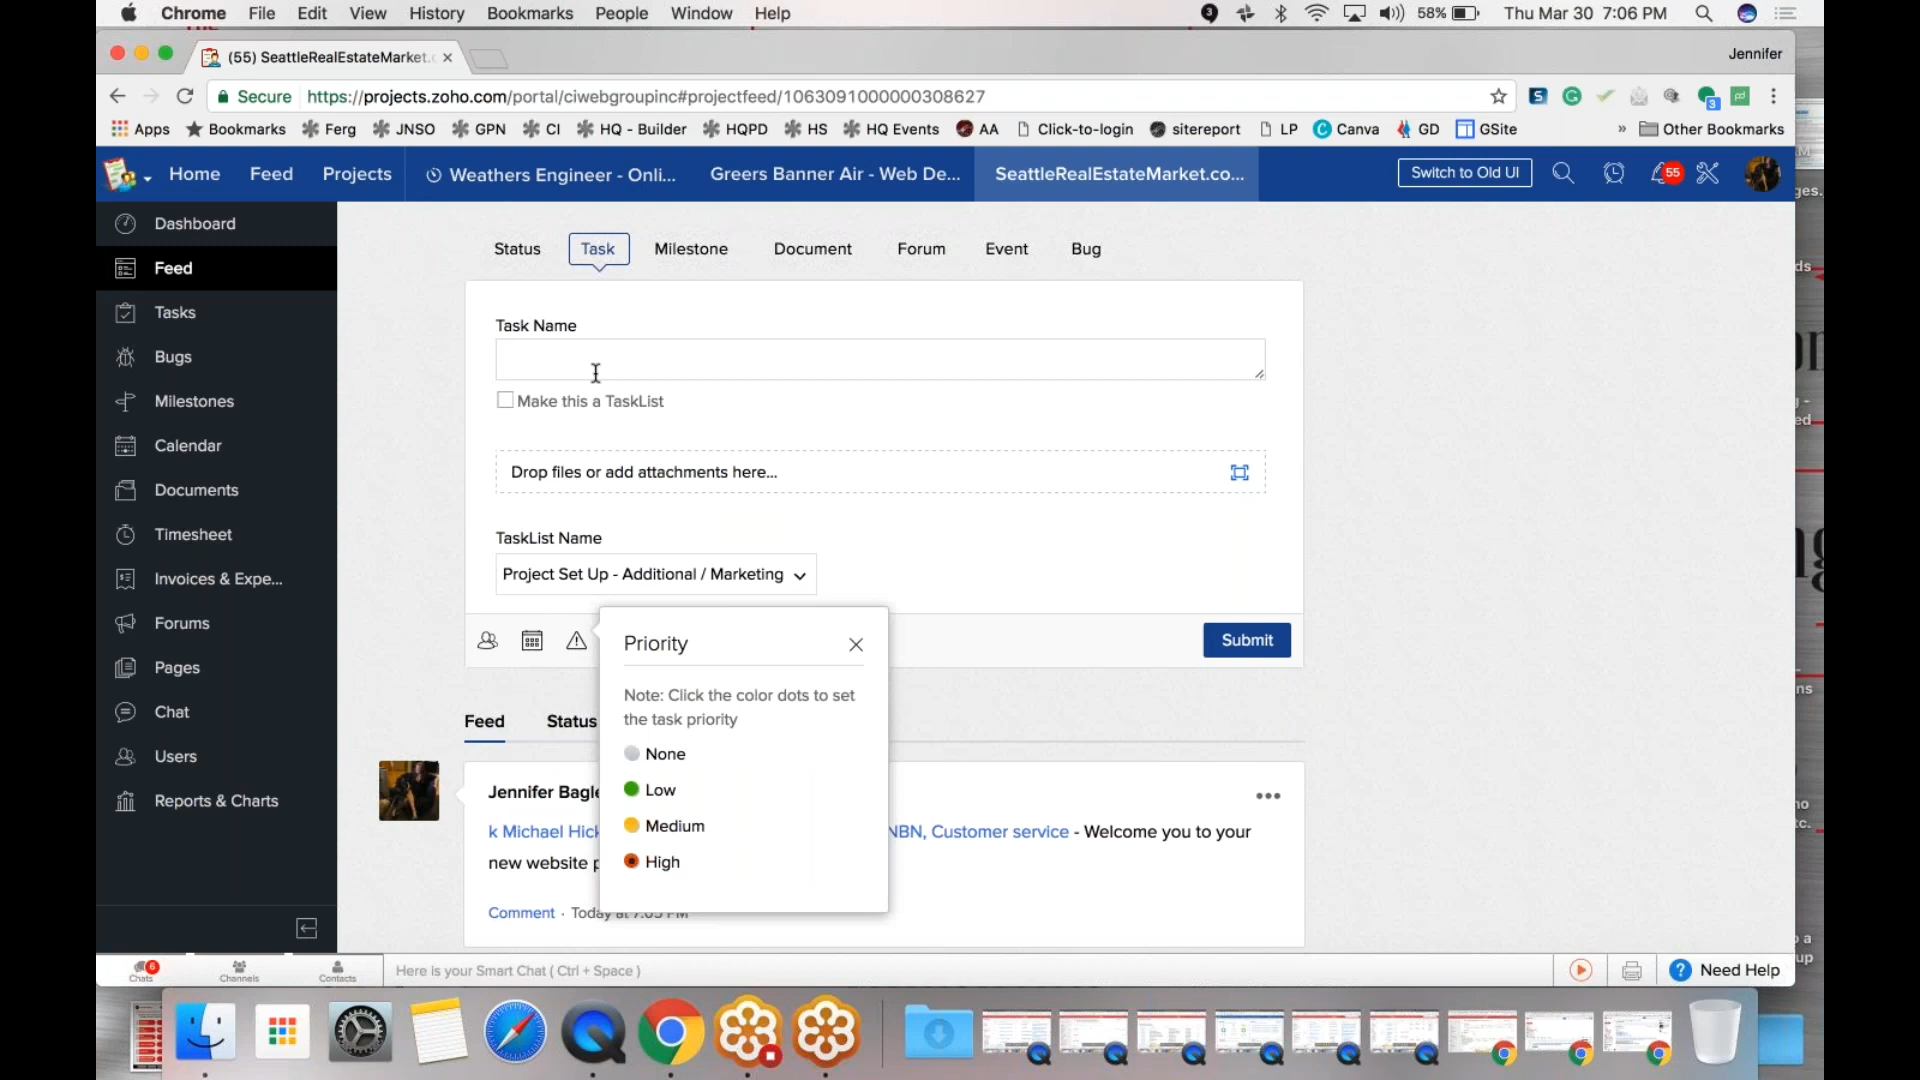 Chrome File Edit View History Bookmarks People Window Help
3 58% Thu Mar 30 7:06 PM
(55) SeattleRealEstateMarket.c
Jennifer
Secure https://projects.zoho.com/portal/ciwebgroupinc#projectfeed/1063091000000308627
3
Apps Bookmarks Ferg JNSO GPN CI HQ - Builder HQPD HS HQ Events AA Click-to-login sitereport LP Canva GD GSite » Other Bookmarks
Home Feed Projects Weathers Engineer - Onli... Greers Banner Air - Web De... SeattleRealEstateMarket.co... Switch to Old UI 55
Dashboard
Feed
Tasks
Bugs
Milestones
Calendar
Documents
Timesheet
Invoices & Expe...
Forums
Pages
Chat
Users
Reports & Charts
Status Task Milestone Document Forum Event Bug
Task Name
Make this a TaskList
Drop files or add attachments here...
TaskList Name
Project Set Up - Additional / Marketing
Submit
Priority
Note: Click the color dots to set
the task priority
None
Low
Medium
High
Feed Status
Jennifer Bagle
k Michael Hick NBN, Customer service - Welcome you to your
new website p
Comment · Today at 7:05 PM
6
Chats Channels Contacts Here is your Smart Chat ( Ctrl + Space ) Need Help